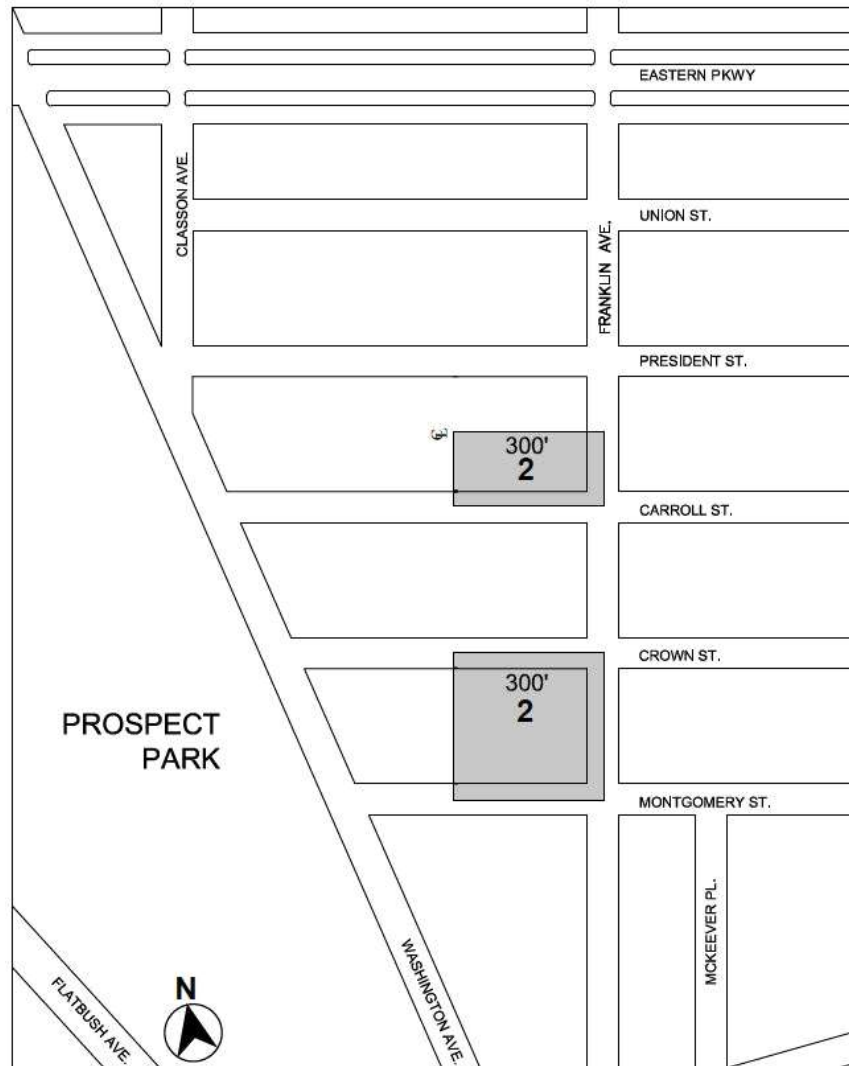 EASTERN PKWY
CLASSON AVE.
UNION ST.
FRANKLIN AVE.
PRESIDENT ST.
℄
300'
2
CARROLL ST.
CROWN ST.
300'
2
PROSPECT
PARK
MONTGOMERY ST.
MCKEEVER PL.
WASHINGTON AVE.
FLATBUSH AVE.
N